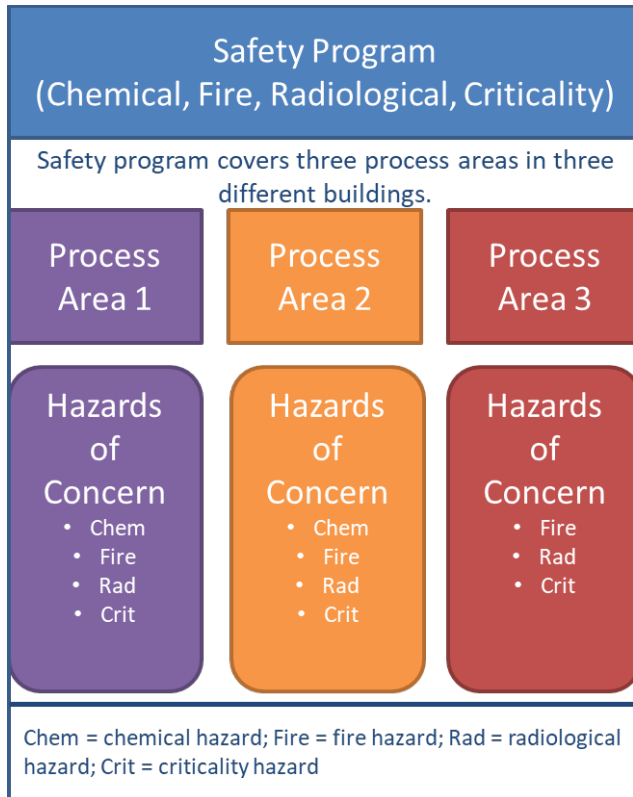 Safety Program
(Chemical, Fire, Radiological, Criticality)
Safety program covers three process areas in three
different buildings.
Process
Area 1
Process
Area 2
Process
Area 3
Hazards
of
Concern
• Chem
• Fire
• Rad
• Crit
Hazards
of
Concern
• Chem
• Fire
• Rad
• Crit
Hazards
of
Concern
• Fire
• Rad
• Crit
Chem = chemical hazard; Fire = fire hazard; Rad = radiological
hazard; Crit = criticality hazard